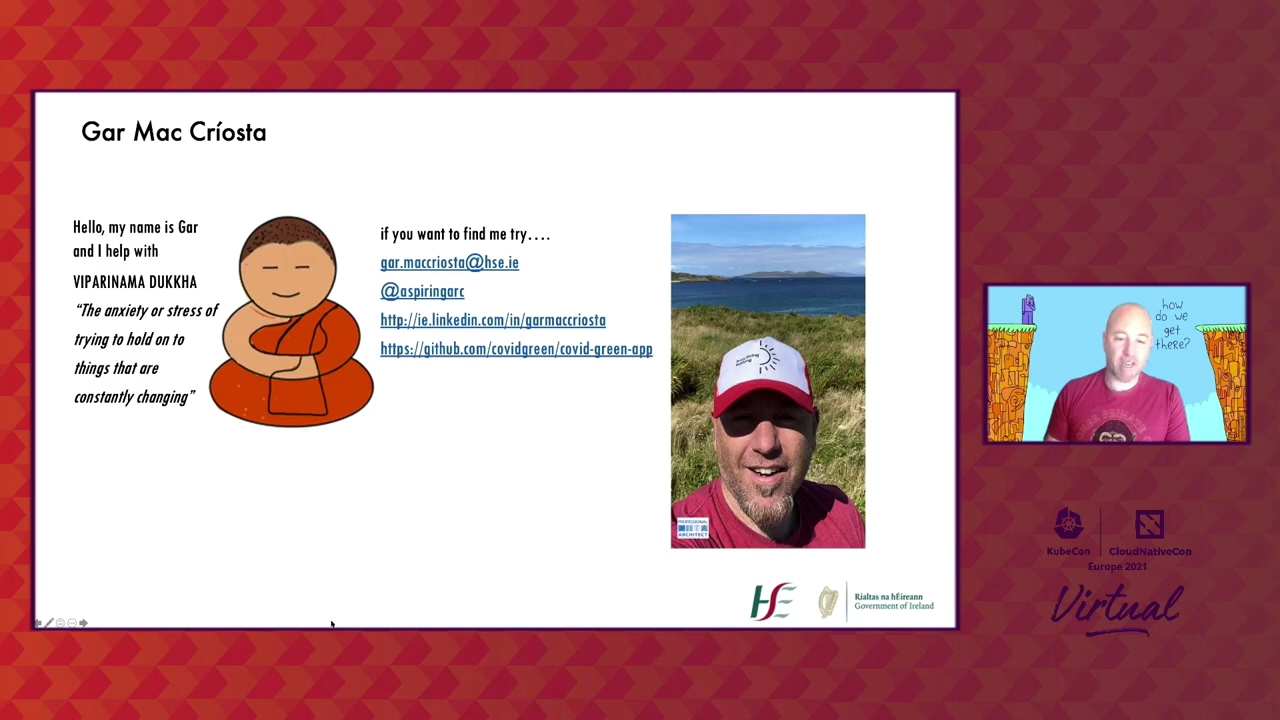 Gar Mac Críosta
Hello, my name is Gar
and I help with
VIPARINAMA DUKKHA
“The anxiety or stress of
trying to hold on to
things that are
constantly changing”
if you want to find me try....
gar.maccriosta@hse.ie
@aspiringarc
http://ie.linkedin.com/in/garmaccriosta
https://github.com/covidgreen/covid-green-app
PROFESSIONAL
ARCHITECT
HSE
Rialtas na hÉireann
Government of Ireland
how
do we
get
there?
KubeCon
CloudNativeCon
Europe 2021
Virtual